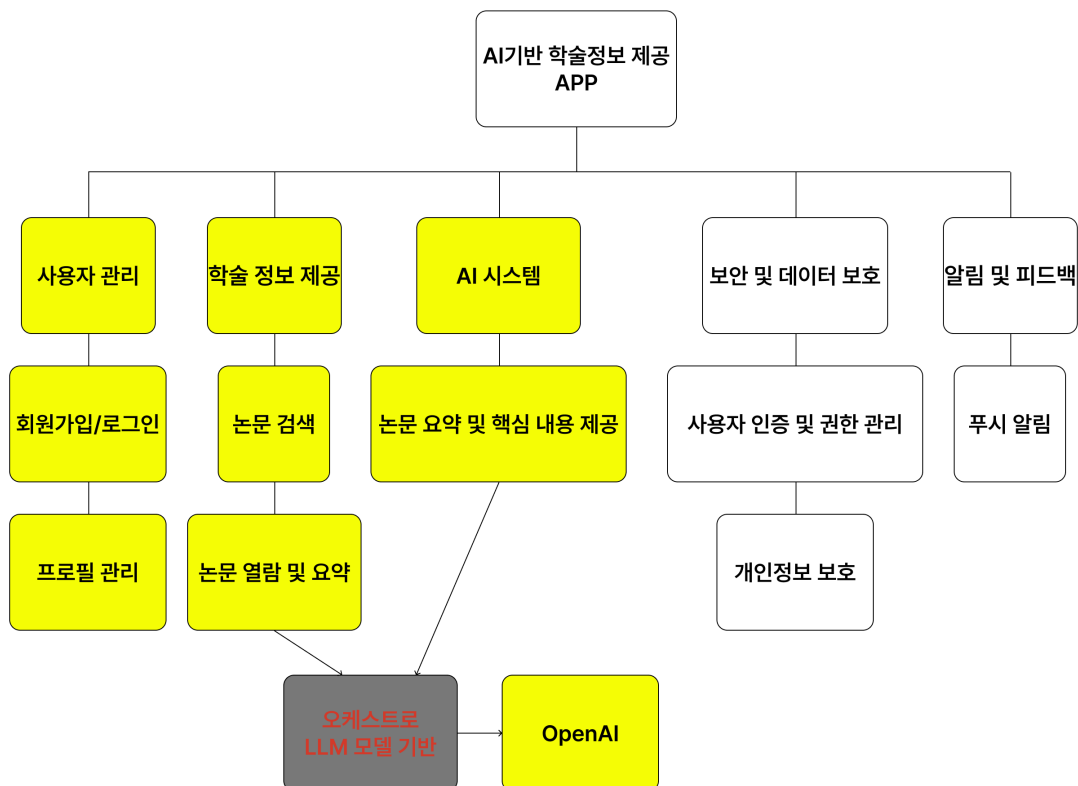 AI기반 학술정보 제공
APP
사용자 관리
학술 정보 제공
AI 시스템
보안 및 데이터 보호
알림 및 피드백
회원가입/로그인
논문 검색
논문 요약 및 핵심 내용 제공
사용자 인증 및 권한 관리
푸시 알림
프로필 관리
논문 열람 및 요약
개인정보 보호
오케스트로
LLM 모델 기반
OpenAI